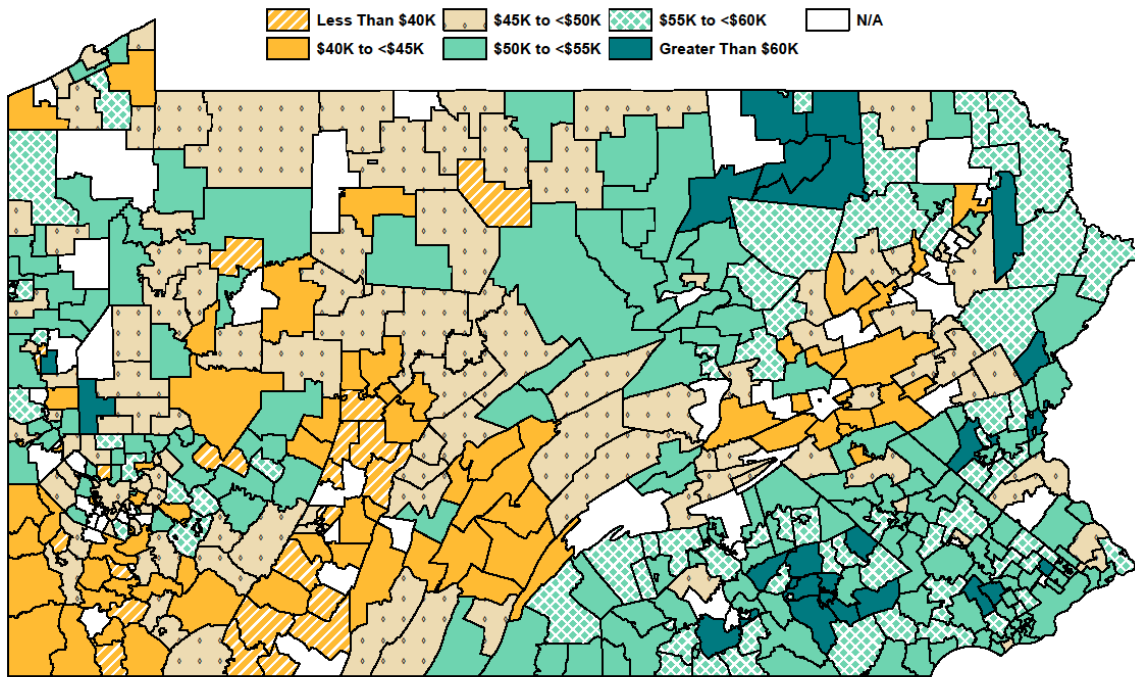 Less Than $40K $45K to <$50K $55K to <$60K N/A
$40K to <$45K $50K to <$55K Greater Than $60K